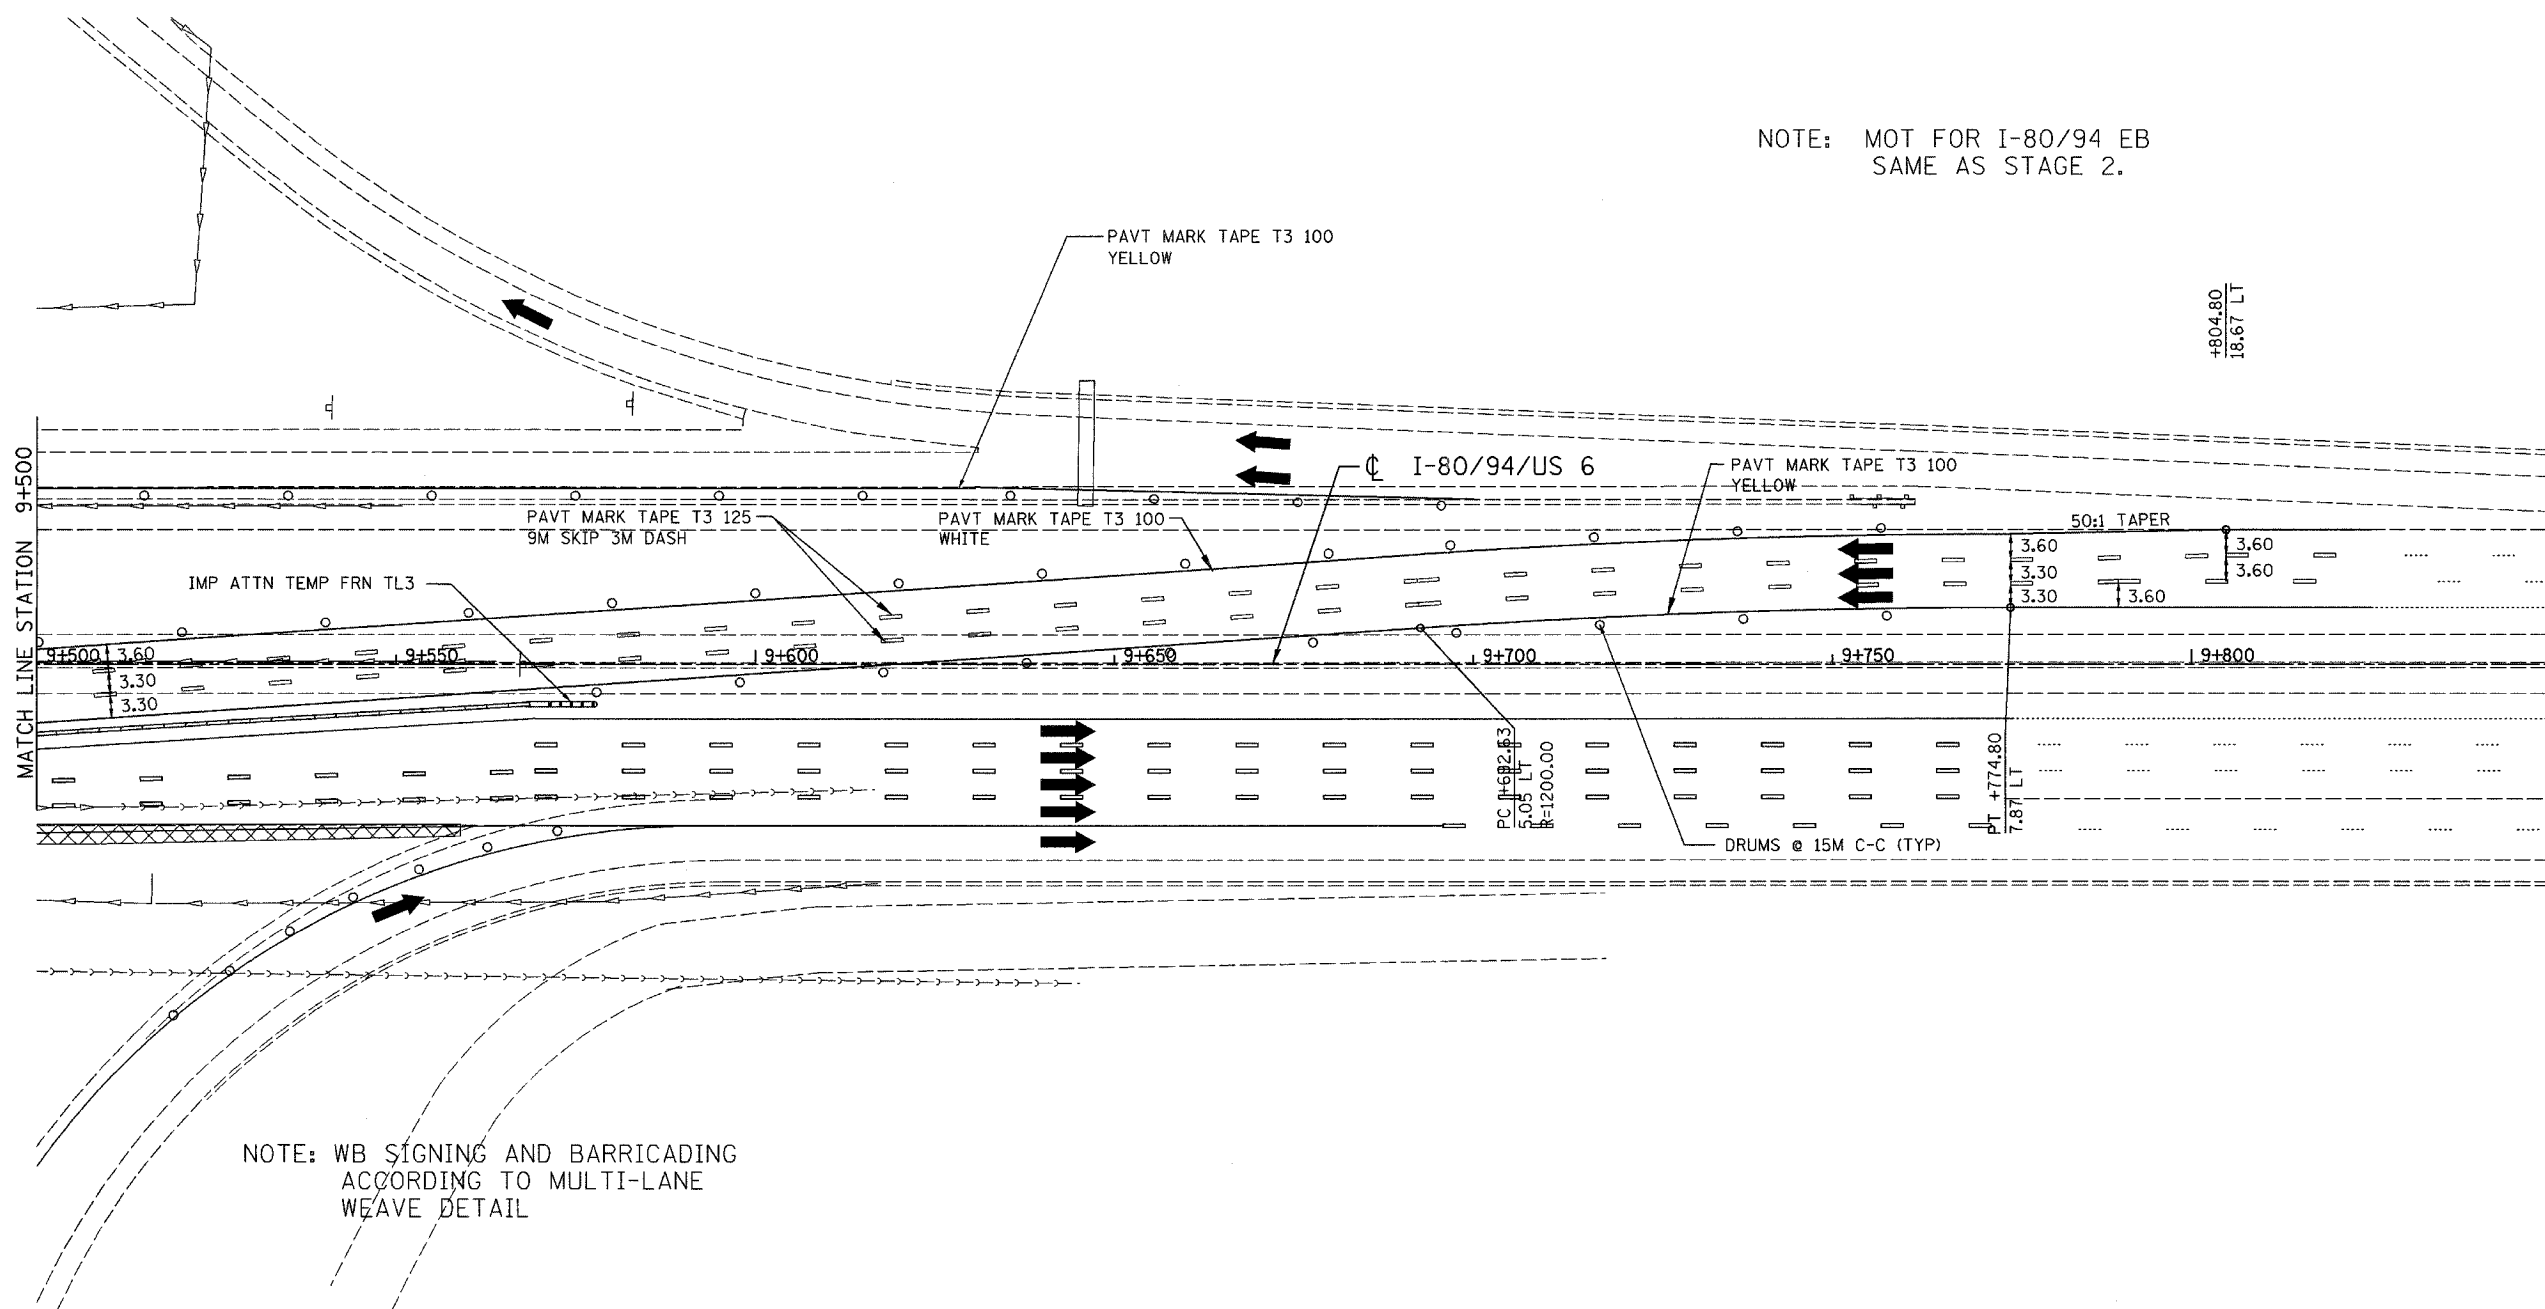 NOTE: MOT FOR I-80/94 EB
SAME AS STAGE 2.
PAVT MARK TAPE T3 100
YELLOW
+804.80
18.67 LT
℄ I-80/94/US 6
PAVT MARK TAPE T3 100
YELLOW
MATCH LINE STATION 9+500
PAVT MARK TAPE T3 125
9M SKIP 3M DASH
PAVT MARK TAPE T3 100
WHITE
50:1 TAPER
IMP ATTN TEMP FRN TL3
3.60
3.30
3.30
3.60
3.60
3.60
9+500
9+550
9+600
9+650
9+700
9+750
9+800
3.60
3.30
3.30
PC +692.63
5.05 LT
R=1200.00
PT +774.80
7.87 LT
DRUMS @ 15M C-C (TYP)
NOTE: WB SIGNING AND BARRICADING
ACCORDING TO MULTI-LANE
WEAVE DETAIL